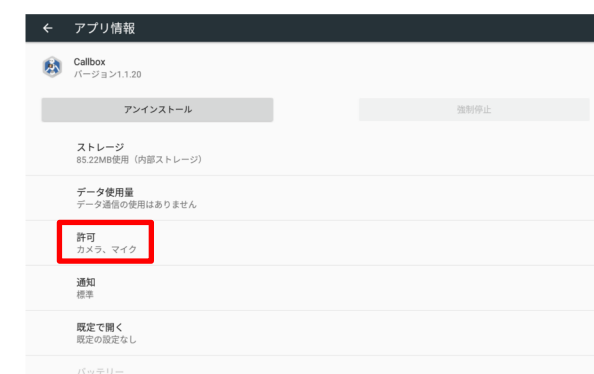 アプリ情報
Callbox
バージョン1.1.20
アンインストール
強制停止
ストレージ
85.22MB使用（内部ストレージ）
データ使用量
データ通信の使用はありません
許可
カメラ、マイク
通知
標準
既定で開く
既定の設定なし
バッテリー